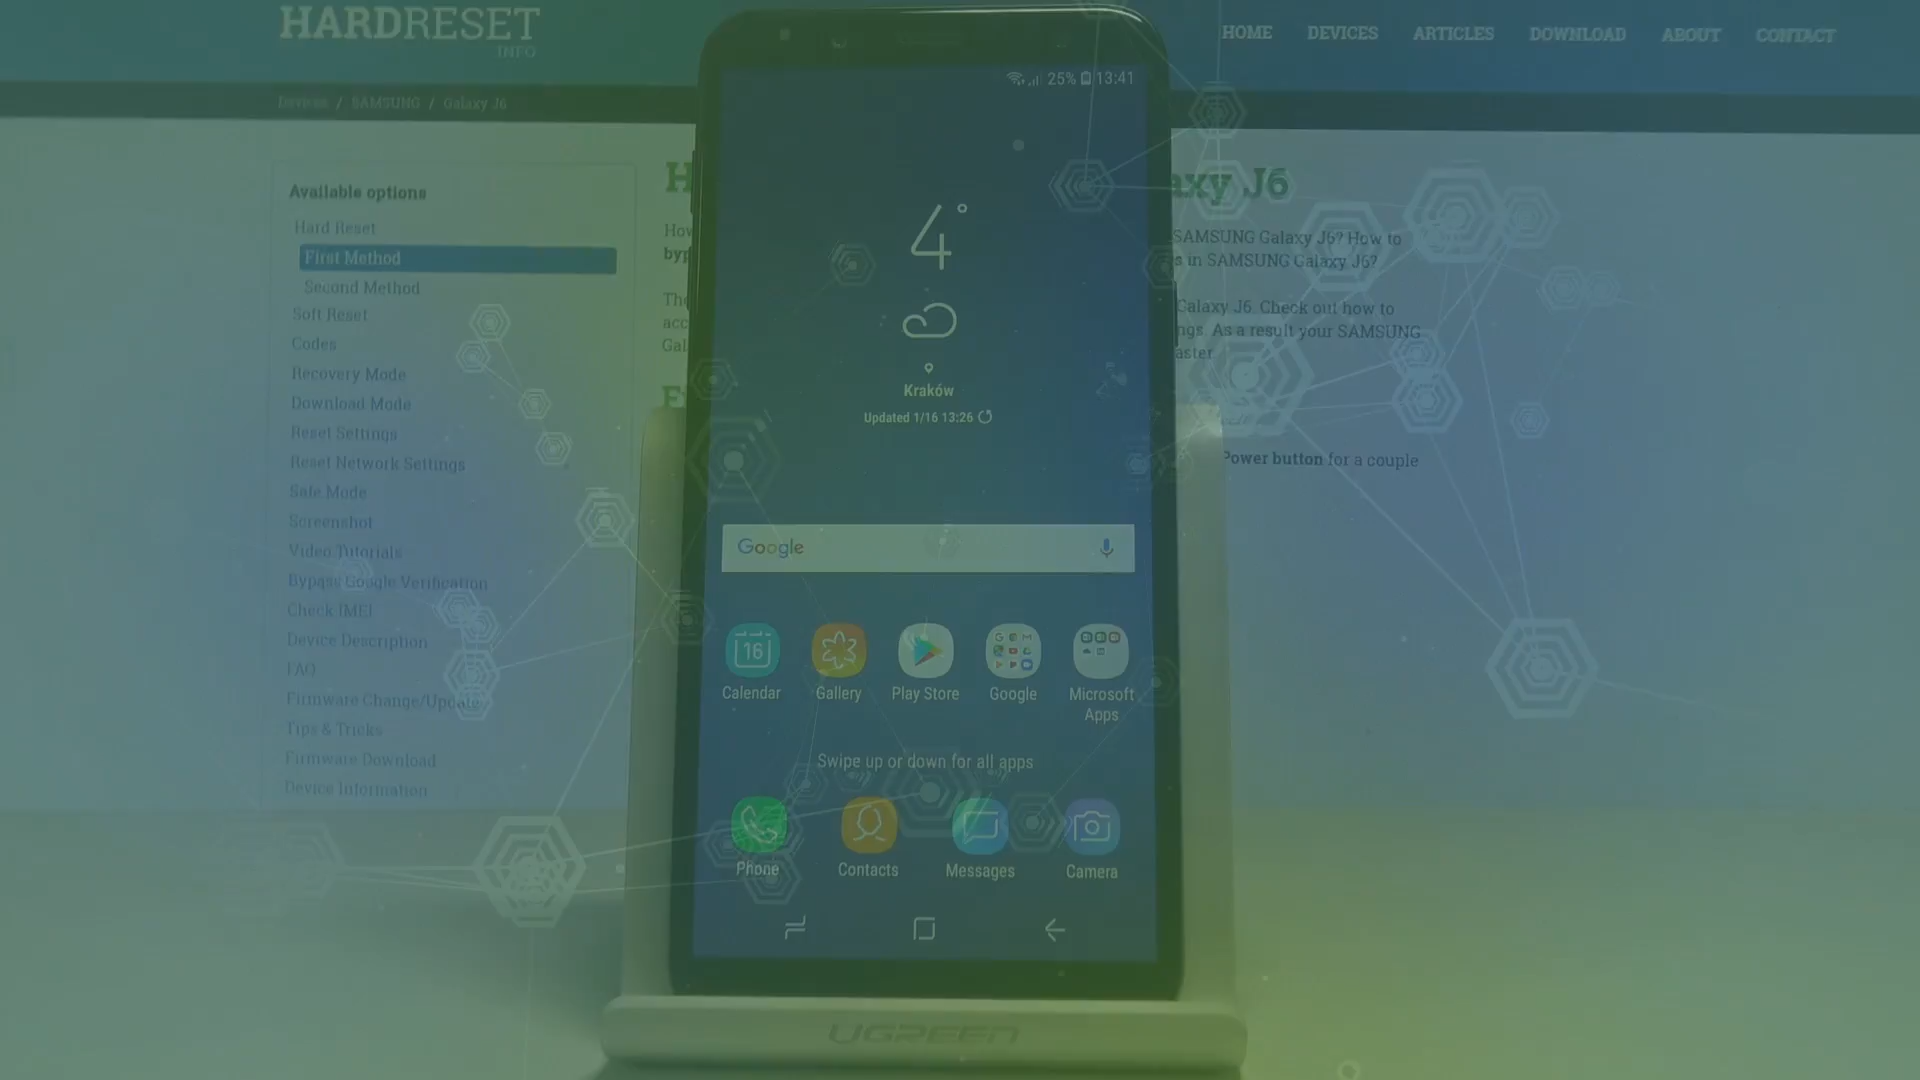 HARDRESET
INFO
HOME DEVICES ARTICLES DOWNLOAD ABOUT CONTACT
Devices / SAMSUNG / Galaxy J6
Available options
Hard Reset
First Method
Second Method
Soft Reset
Codes
Recovery Mode
Download Mode
Reset Settings
Reset Network Settings
Safe Mode
Screenshot
Video Tutorials
Bypass Google Verification
Check IMEI
Device Description
FAQ
Firmware Change/Update
Tips & Tricks
Firmware Download
Device Information
H
axy J6
How
SAMSUNG Galaxy J6? How to
byp
s in SAMSUNG Galaxy J6?
The
Galaxy J6. Check out how to
acc
ngs. As a result your SAMSUNG
Gal
aster.
Power button for a couple
25% 13:41
4°
Kraków
Updated 1/16 13:26
Google
16
Calendar Gallery Play Store Google Microsoft
Apps
Swipe up or down for all apps
Phone Contacts Messages Camera
UGREEN